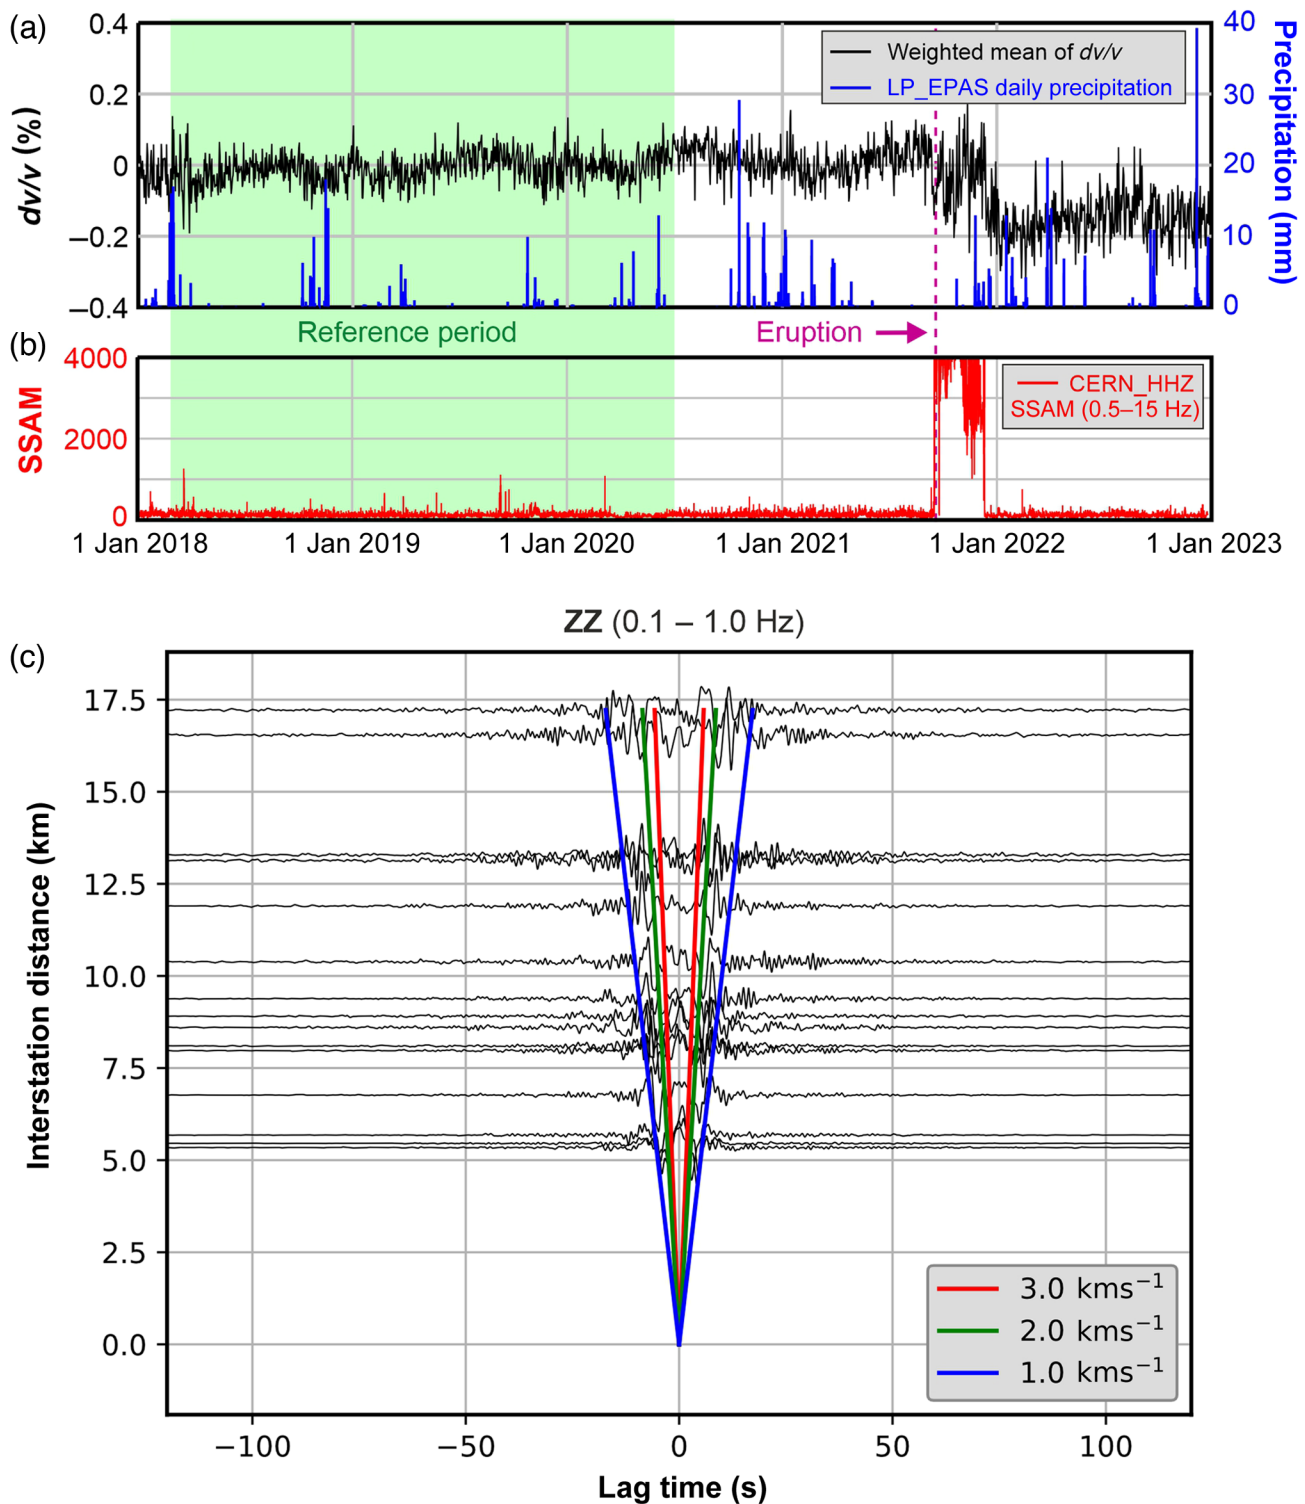 (a)
0.4
0.2
0
−0.2
−0.4
dv/v (%)
Weighted mean of dv/v
LP_EPAS daily precipitation
40
30
20
10
0
Precipitation (mm)
Reference period
Eruption
(b)
4000
2000
0
SSAM
CERN_HHZ
SSAM (0.5–15 Hz)
1 Jan 2018
1 Jan 2019
1 Jan 2020
1 Jan 2021
1 Jan 2022
1 Jan 2023
ZZ (0.1 – 1.0 Hz)
(c)
17.5
15.0
12.5
10.0
7.5
5.0
2.5
0.0
Interstation distance (km)
3.0 kms⁻¹
2.0 kms⁻¹
1.0 kms⁻¹
−100
−50
0
50
100
Lag time (s)